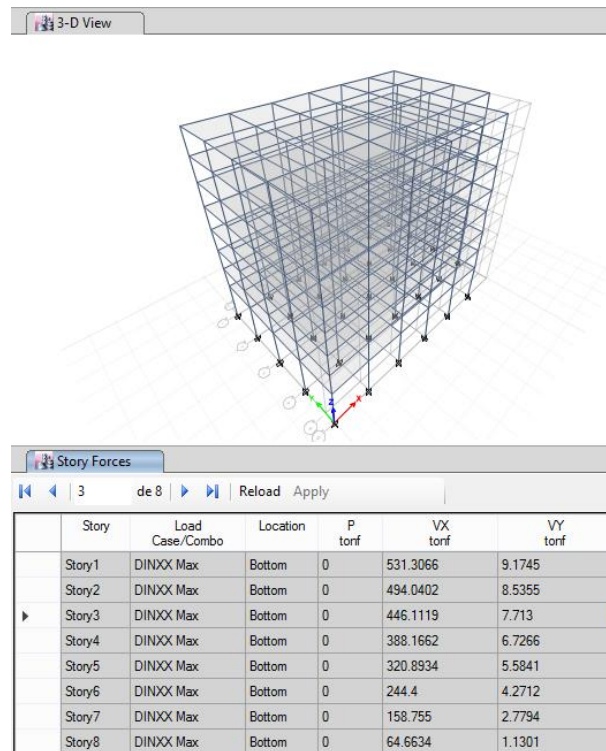 3-D View
Z
Y
X
Story Forces
3 de 8 Reload Apply
Story Load Case/Combo Location P tonf VX tonf VY tonf
Story1 DINXX Max Bottom 0 531.3066 9.1745
Story2 DINXX Max Bottom 0 494.0402 8.5355
Story3 DINXX Max Bottom 0 446.1119 7.713
Story4 DINXX Max Bottom 0 388.1662 6.7266
Story5 DINXX Max Bottom 0 320.8934 5.5841
Story6 DINXX Max Bottom 0 244.4 4.2712
Story7 DINXX Max Bottom 0 158.755 2.7794
Story8 DINXX Max Bottom 0 64.6634 1.1301